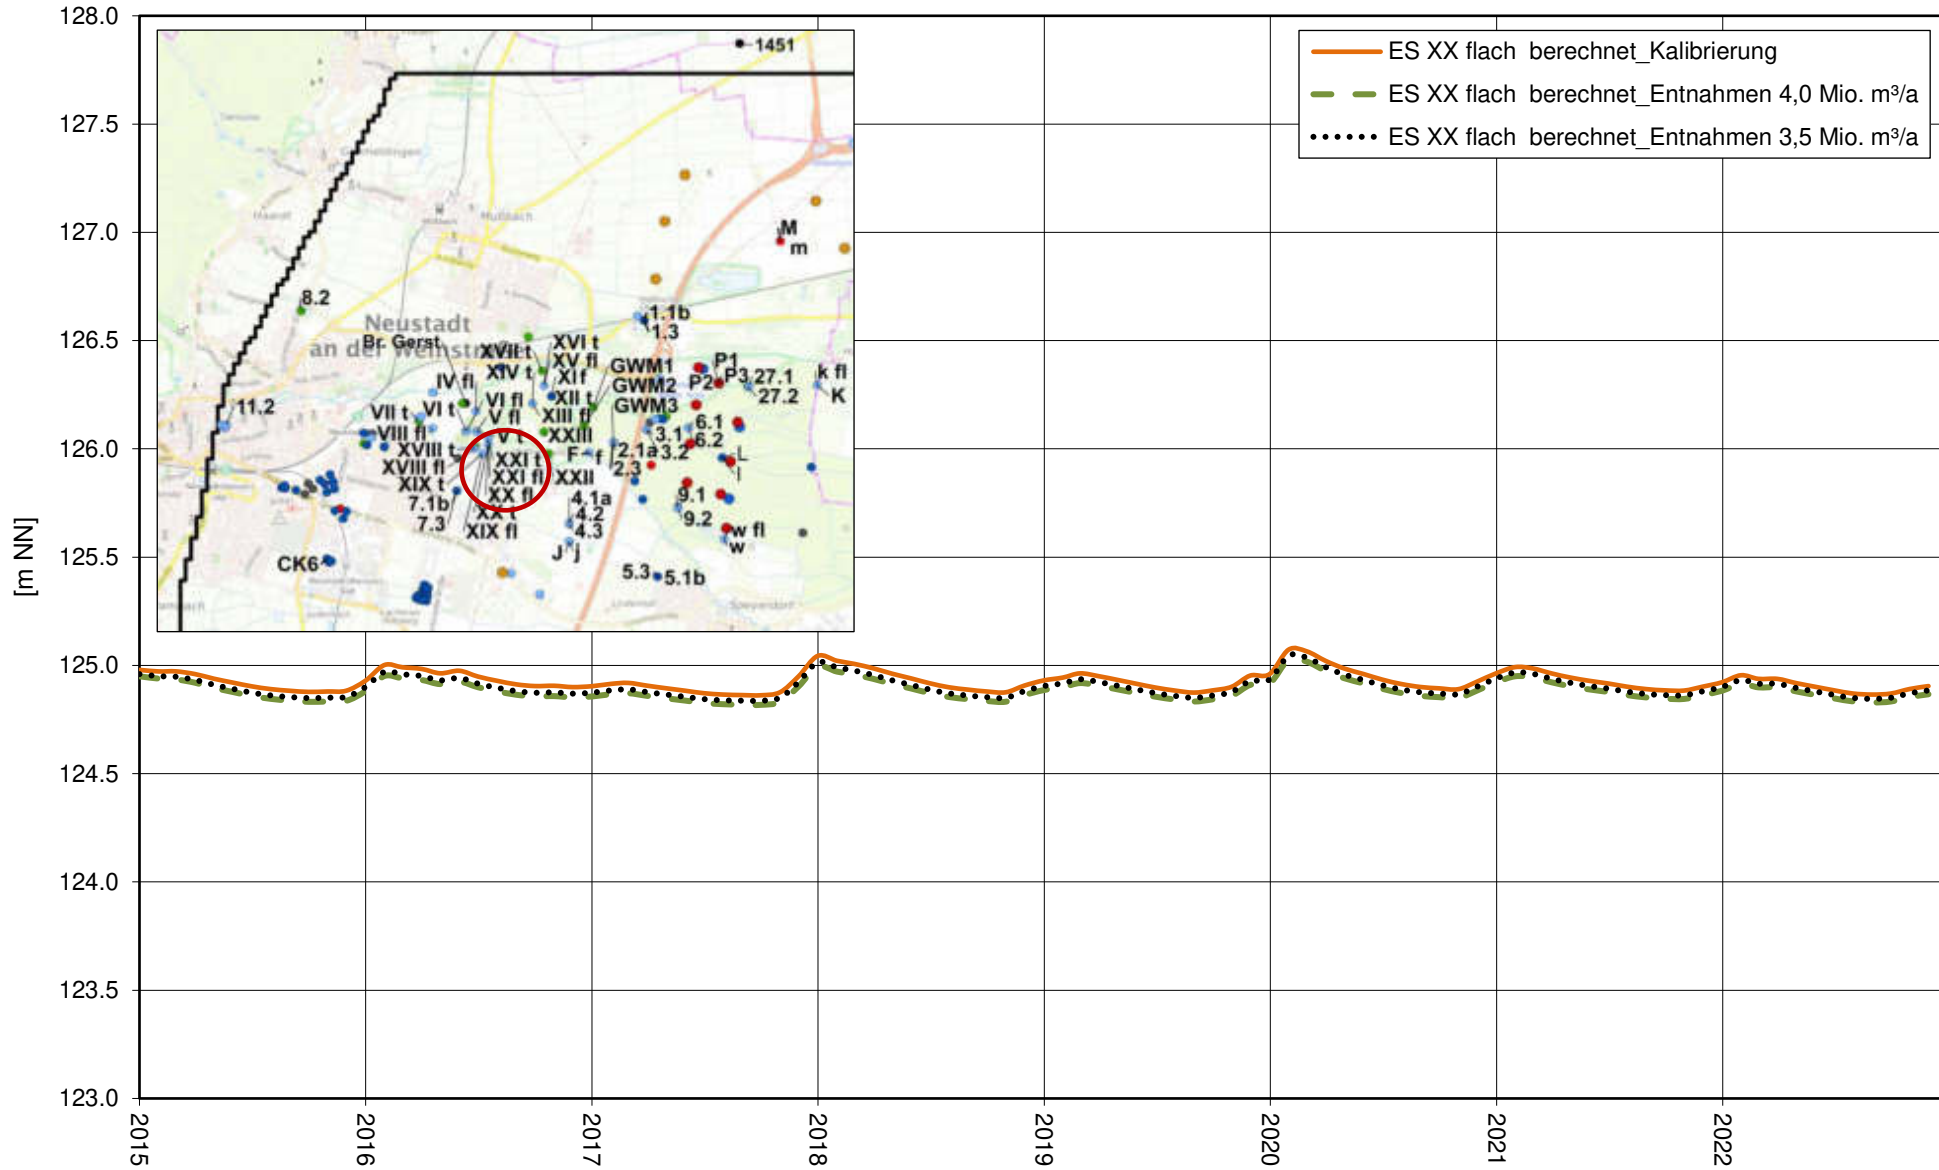 128.0
127.5
127.0
126.5
126.0
125.5
125.0
124.5
124.0
123.5
123.0
[m NN]
2015
2016
2017
2018
2019
2020
2021
2022
ES XX flach berechnet_Kalibrierung
ES XX flach berechnet_Entnahmen 4,0 Mio. m³/a
ES XX flach berechnet_Entnahmen 3,5 Mio. m³/a
1451
M
m
8.2
Neustadt
an der Weinstraße
Mußbach
Haardt
Br. Gerst
1.1b
1.3
XVI t
XVII t
XV fl
XIV t
XI f
GWM1
GWM2
GWM3
P1
P2
P3
27.1
27.2
k fl
K
IV fl
XII t
XIII fl
XXIII
11.2
VII t
VI t
VI fl
V fl
V t
VIII fl
XVIII t
XVIII fl
XIX t
XXI t
XXI fl
XXII
XX fl
XX t
XIX fl
F
f
2.1a
2.3
3.1
3.2
6.1
6.2
L
l
7.1b
7.3
4.1a
4.2
4.3
J
j
9.1
9.2
w fl
w
CK6
5.3
5.1b
Speyerdorf